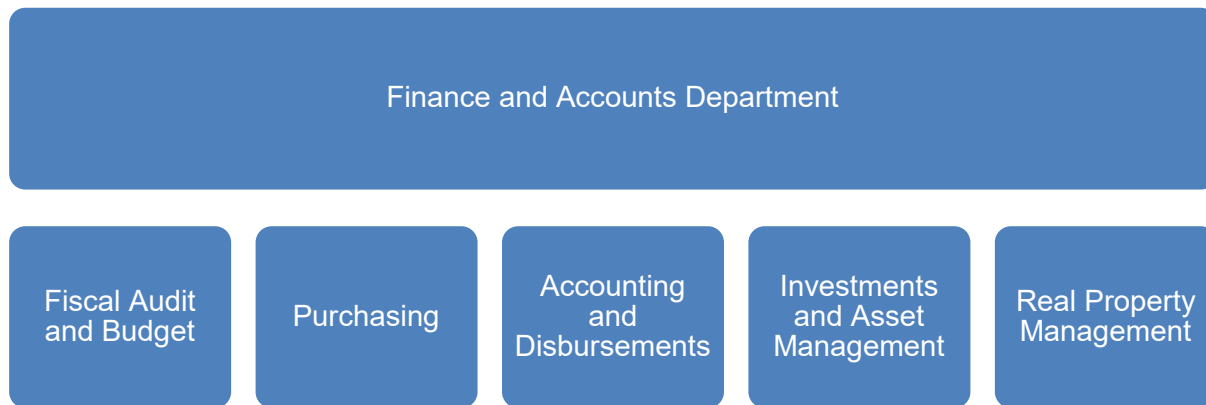 Finance and Accounts Department
Fiscal Audit
and Budget
Purchasing
Accounting
and
Disbursements
Investments
and Asset
Management
Real Property
Management